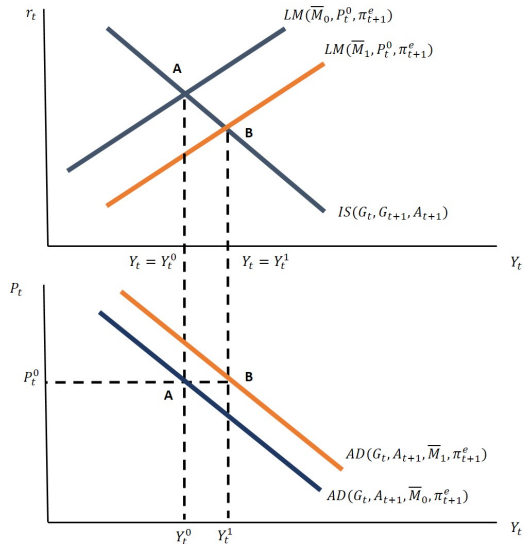 r_t
LM(M̅_0, P_t^0, π_{t+1}^e)
A
LM(M̅_1, P_t^0, π_{t+1}^e)
B
IS(G_t, G_{t+1}, A_{t+1})
Y_t = Y_t^0
Y_t = Y_t^1
Y_t
P_t
P_t^0
B
A
AD(G_t, A_{t+1}, M̅_1, π_{t+1}^e)
AD(G_t, A_{t+1}, M̅_0, π_{t+1}^e)
Y_t^0
Y_t^1
Y_t